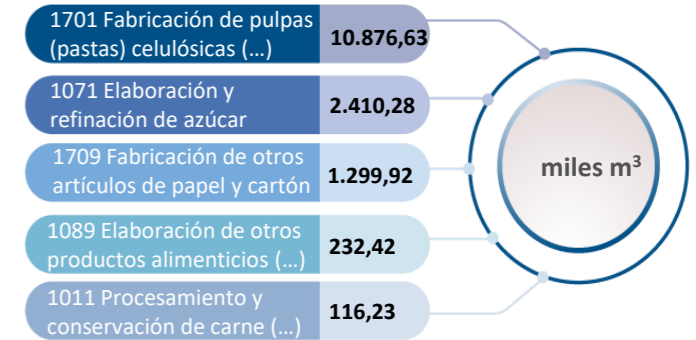 1701 Fabricación de pulpas
(pastas) celulósicas (…)
10.876,63
1071 Elaboración y
refinación de azúcar
2.410,28
1709 Fabricación de otros
artículos de papel y cartón
1.299,92
1089 Elaboración de otros
productos alimenticios (…)
232,42
1011 Procesamiento y
conservación de carne (…)
116,23
miles m³